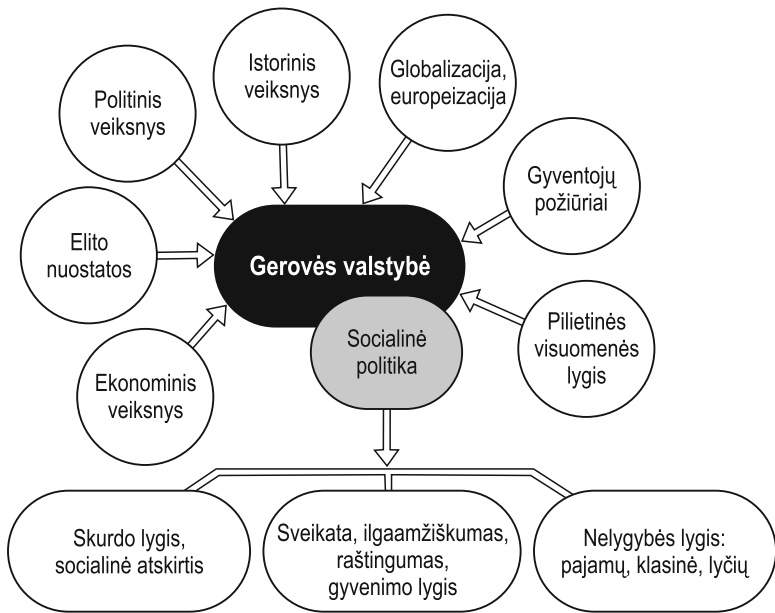 Istorinis
veiksnys
Globalizacija,
europeizacija
Politinis
veiksnys
Gyventojų
požiūriai
Elito
nuostatos
Gerovės valstybė
Pilietinės
visuomenės
lygis
Socialinė
politika
Ekonominis
veiksnys
Skurdo lygis,
socialinė atskirtis
Sveikata, ilgaamžiškumas,
raštingumas,
gyvenimo lygis
Nelygybės lygis:
pajamų, klasinė, lyčių